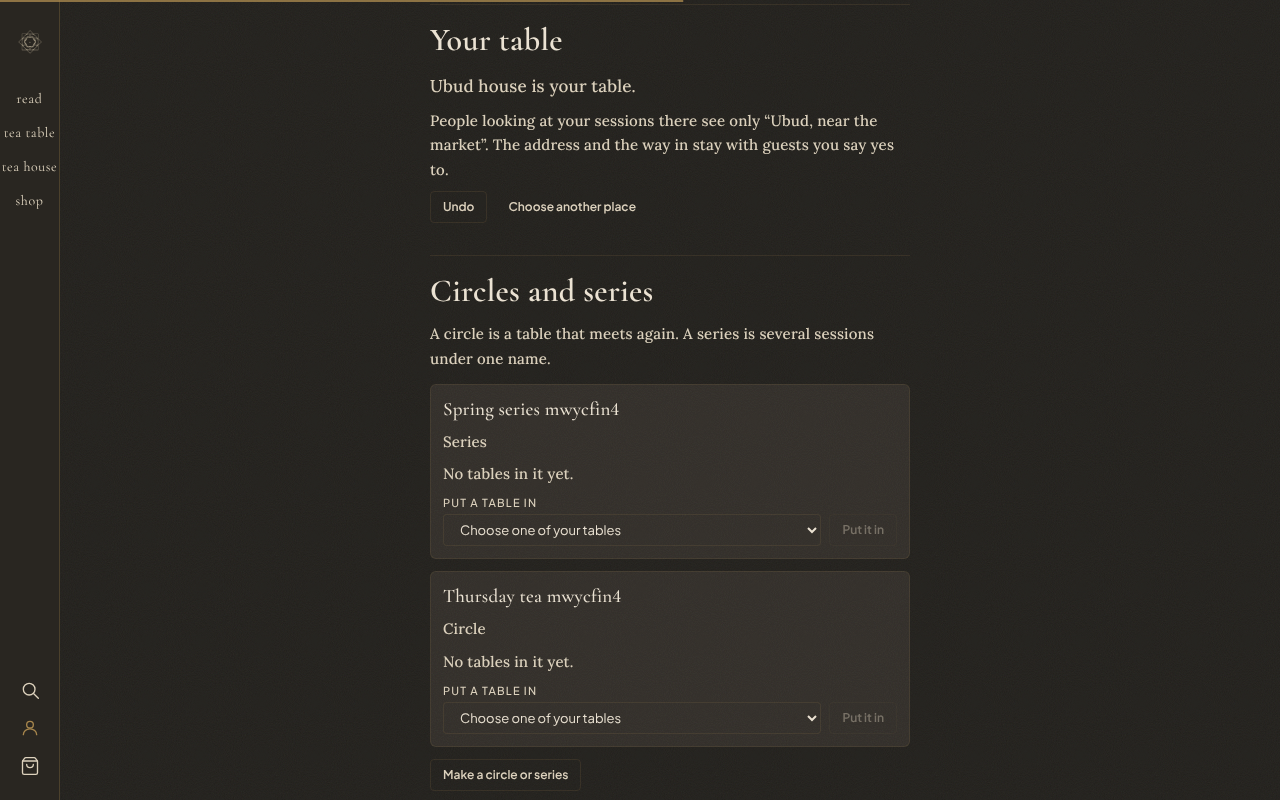 Your table
Ubud house is your table.
People looking at your sessions there see only “Ubud, near the
market”. The address and the way in stay with guests you say yes
to.
Undo
Choose another place
read
tea table
tea house
shop
Circles and series
A circle is a table that meets again. A series is several sessions
under one name.
Spring series mwycfin4
Series
No tables in it yet.
PUT A TABLE IN
Choose one of your tables
Put it in
Thursday tea mwycfin4
Circle
No tables in it yet.
PUT A TABLE IN
Choose one of your tables
Put it in
Make a circle or series